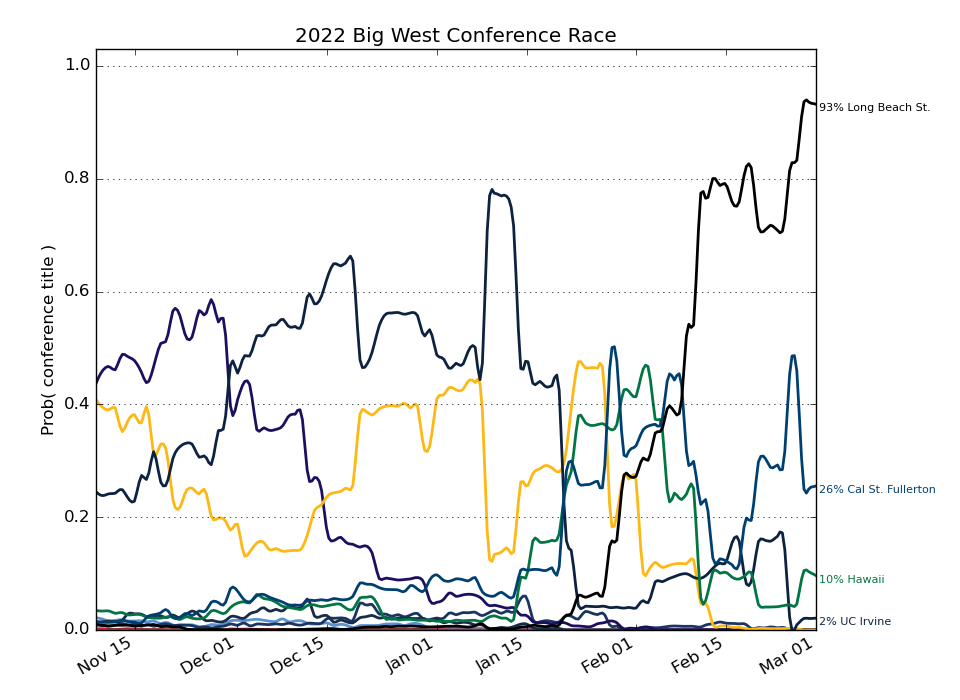 2022 Big West Conference Race
1.0
0.8
0.6
0.4
0.2
0.0
Prob( conference title )
93% Long Beach St.
26% Cal St. Fullerton
10% Hawaii
2% UC Irvine
Nov 15
Dec 01
Dec 15
Jan 01
Jan 15
Feb 01
Feb 15
Mar 01